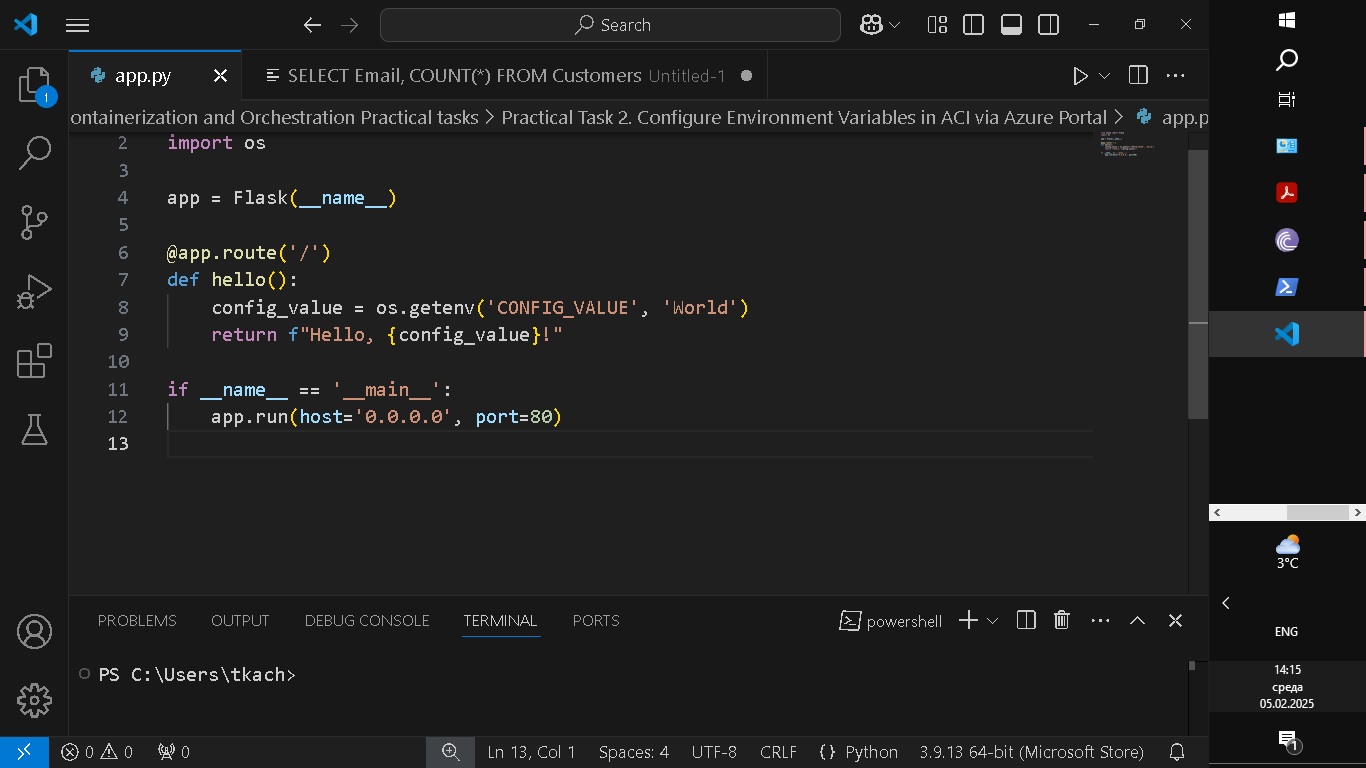 Search
app.py
SELECT Email, COUNT(*) FROM Customers Untitled-1
1
ontainerization and Orchestration Practical tasks > Practical Task 2. Configure Environment Variables in ACI via Azure Portal > app.p
2 import os
3
4 app = Flask(__name__)
5
6 @app.route('/')
7 def hello():
8 config_value = os.getenv('CONFIG_VALUE', 'World')
9 return f"Hello, {config_value}!"
10
11 if __name__ == '__main__':
12 app.run(host='0.0.0.0', port=80)
13
PROBLEMS OUTPUT DEBUG CONSOLE TERMINAL PORTS powershell
PS C:\Users\tkach>
0 0 0 Ln 13, Col 1 Spaces: 4 UTF-8 CRLF {} Python 3.9.13 64-bit (Microsoft Store)
3°C
ENG
14:15
среда
05.02.2025
1